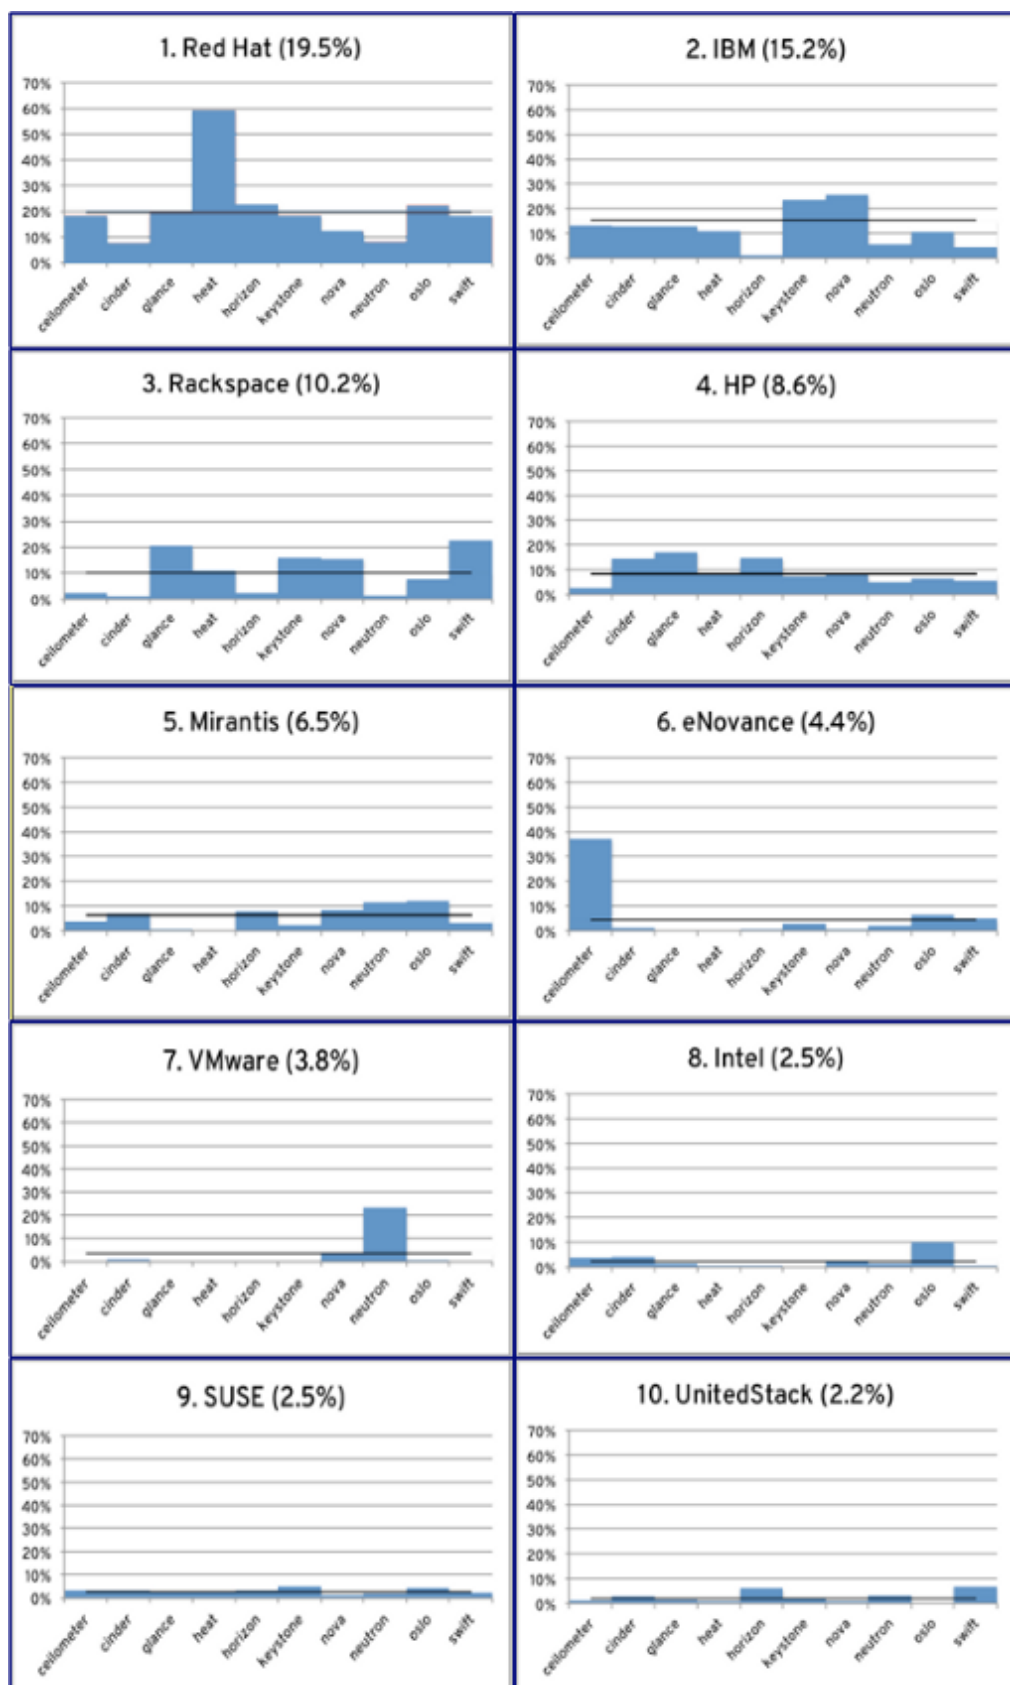 1. Red Hat (19.5%)
70%
60%
50%
40%
30%
20%
10%
0%
ceilometer
cinder
glance
heat
horizon
keystone
nova
neutron
oslo
swift
2. IBM (15.2%)
70%
60%
50%
40%
30%
20%
10%
0%
ceilometer
cinder
glance
heat
horizon
keystone
nova
neutron
oslo
swift
3. Rackspace (10.2%)
70%
60%
50%
40%
30%
20%
10%
0%
ceilometer
cinder
glance
heat
horizon
keystone
nova
neutron
oslo
swift
4. HP (8.6%)
70%
60%
50%
40%
30%
20%
10%
0%
ceilometer
cinder
glance
heat
horizon
keystone
nova
neutron
oslo
swift
5. Mirantis (6.5%)
70%
60%
50%
40%
30%
20%
10%
0%
ceilometer
cinder
glance
heat
horizon
keystone
nova
neutron
oslo
swift
6. eNovance (4.4%)
70%
60%
50%
40%
30%
20%
10%
0%
ceilometer
cinder
glance
heat
horizon
keystone
nova
neutron
oslo
swift
7. VMware (3.8%)
70%
60%
50%
40%
30%
20%
10%
0%
ceilometer
cinder
glance
heat
horizon
keystone
nova
neutron
oslo
swift
8. Intel (2.5%)
70%
60%
50%
40%
30%
20%
10%
0%
ceilometer
cinder
glance
heat
horizon
keystone
nova
neutron
oslo
swift
9. SUSE (2.5%)
70%
60%
50%
40%
30%
20%
10%
0%
ceilometer
cinder
glance
heat
horizon
keystone
nova
neutron
oslo
swift
10. UnitedStack (2.2%)
70%
60%
50%
40%
30%
20%
10%
0%
ceilometer
cinder
glance
heat
horizon
keystone
nova
neutron
oslo
swift